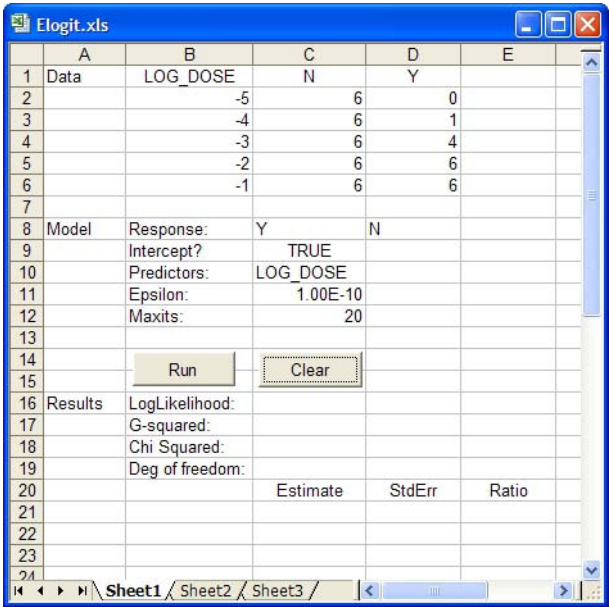 Elogit.xls
A B C D E
1 Data LOG_DOSE N Y
2 -5 6 0
3 -4 6 1
4 -3 6 4
5 -2 6 6
6 -1 6 6
7
8 Model Response: Y N
9 Intercept? TRUE
10 Predictors: LOG_DOSE
11 Epsilon: 1.00E-10
12 Maxits: 20
13
14
Run Clear
15
16 Results LogLikelihood:
17 G-squared:
18 Chi Squared:
19 Deg of freedom:
20 Estimate StdErr Ratio
21
22
23
24
Sheet1 Sheet2 Sheet3